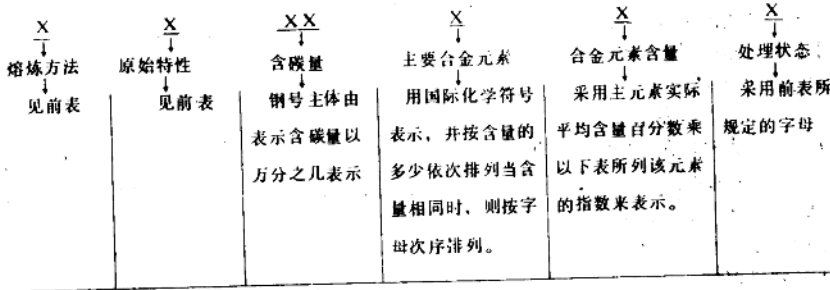 X X XX X X X
熔炼方法 原始特性 含碳量 主要合金元素 合金元素含量 处理状态
见前表 见前表 钢号主体由 用国际化学符号 采用主元素实际 采用前表所
表示含碳量以 表示，并按含量的 平均含量百分数乘 规定的字母
万分之几表示 多少依次排列当含 以下表所列该元素
量相同时，则按字 的指数来表示。
母次序排列。